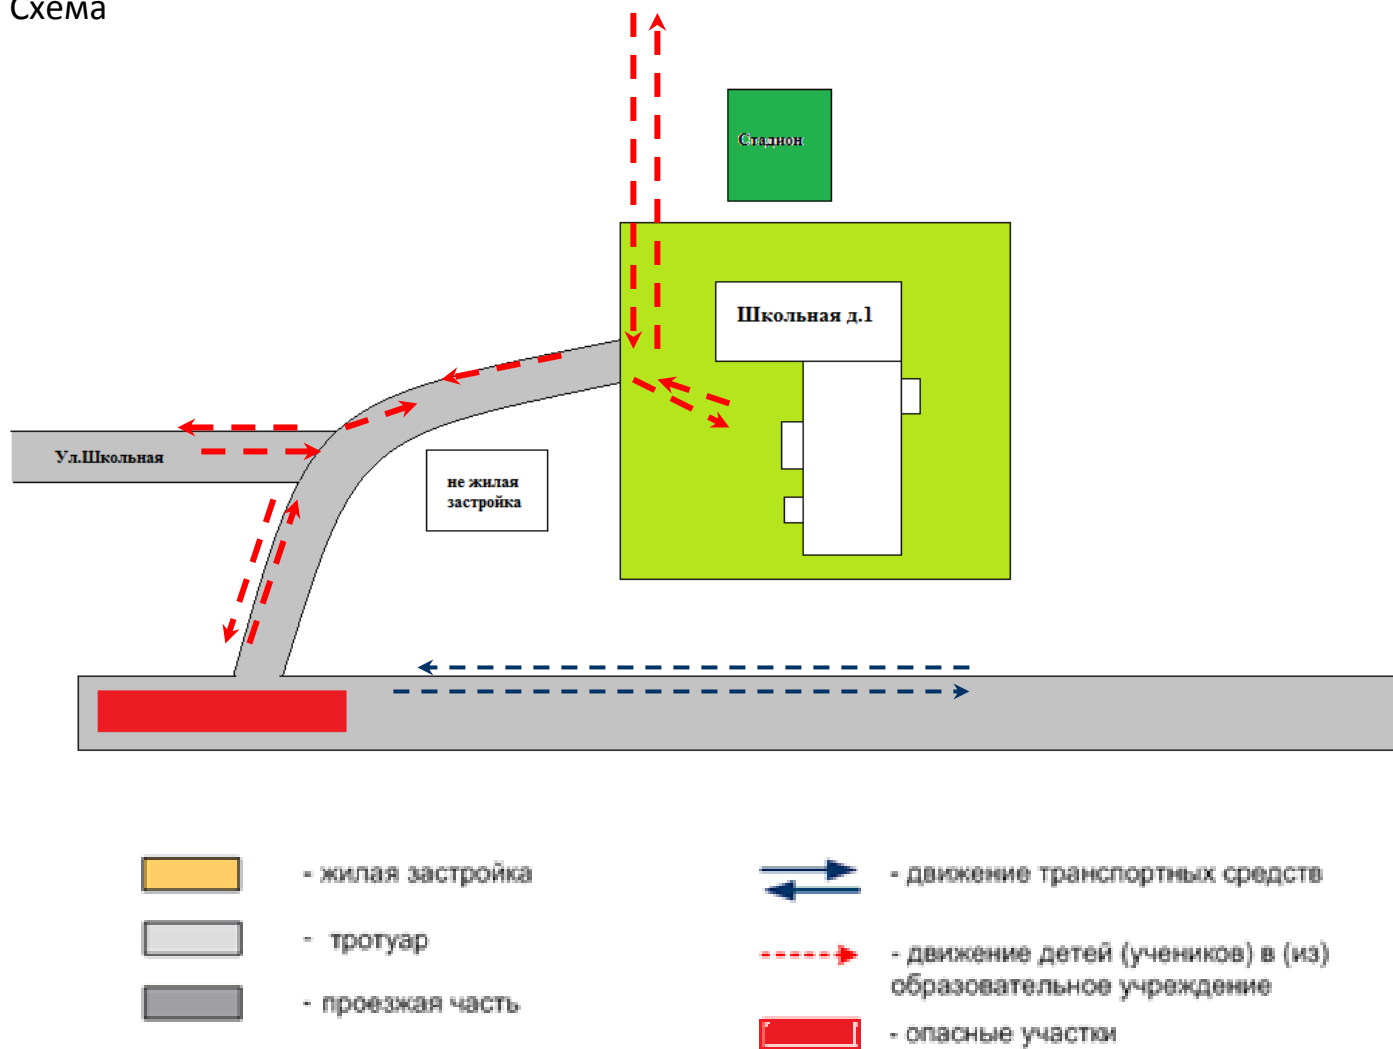 Схема
Стадион
Школьная д.1
Ул.Школьная
не жилая
застройка
- жилая застройка
- тротуар
- проезжая часть
- движение транспортных средств
- движение детей (учеников) в (из)
образовательное учреждение
- опасные участки